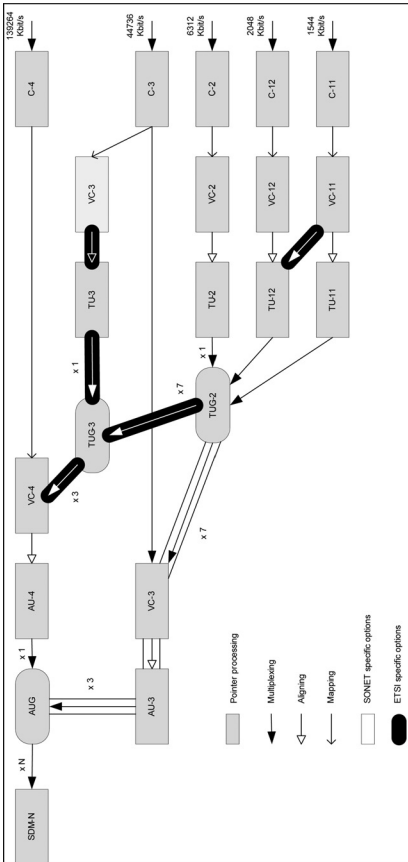 139264
Kbit/s
x N
x 1
SDM-N
AUG
AU-4
VC-4
C-4
x 3
x 3
x 1
TUG-3
TU-3
VC-3
44736
Kbit/s
AU-3
VC-3
C-3
x 7
x 7
x 1
6312
Kbit/s
TUG-2
TU-2
VC-2
C-2
2048
Kbit/s
TU-12
VC-12
C-12
1544
Kbit/s
TU-11
VC-11
C-11
Pointer processing
Multiplexing
Aligning
Mapping
SONET specific options
ETSI specific options